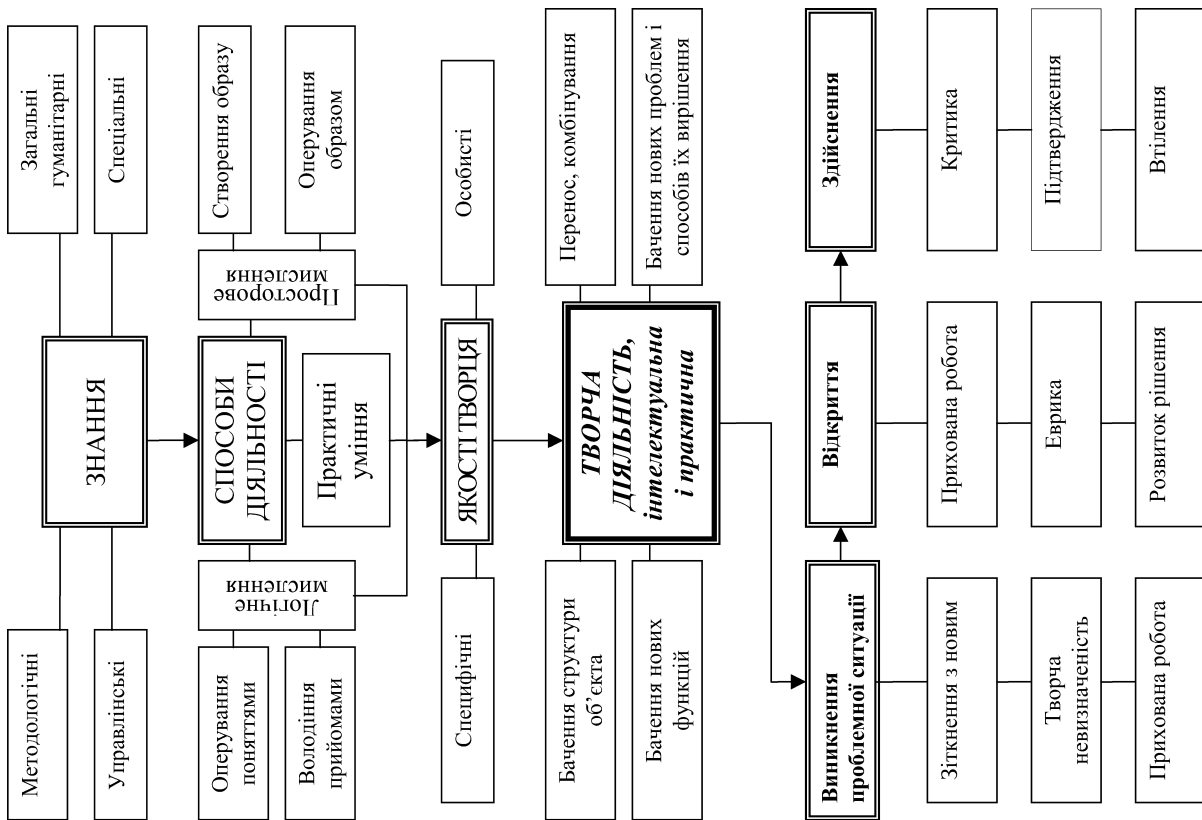 Загальні
гуманітарні
Спеціальні
ЗНАННЯ
Методологічні
Управлінські
Створення образу
Оперування
образом
Просторове
мислення
СПОСОБИ
ДІЯЛЬНОСТІ
Практичні
уміння
Логічне
мислення
Оперування
поняттями
Володіння
прийомами
Особисті
ЯКОСТІ ТВОРЦЯ
Специфічні
Перенос, комбінування
Бачення нових проблем і
способів їх вирішення
ТВОРЧА
ДІЯЛЬНІСТЬ,
інтелектуальна
і практична
Бачення структури
об’єкта
Бачення нових
функцій
Виникнення
проблемної ситуації
Зіткнення з новим
Творча
невизначеність
Прихована робота
Відкриття
Прихована робота
Еврика
Розвиток рішення
Здійснення
Критика
Підтвердження
Втілення